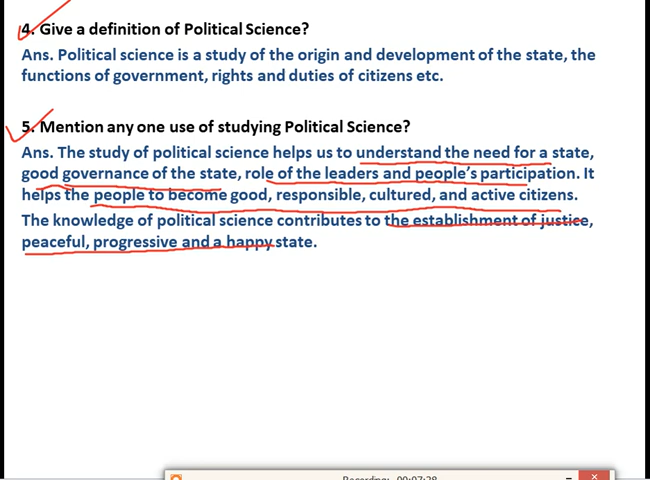 4. Give a definition of Political Science?
Ans. Political science is a study of the origin and development of the state, the
functions of government, rights and duties of citizens etc.
5. Mention any one use of studying Political Science?
Ans. The study of political science helps us to understand the need for a state,
good governance of the state, role of the leaders and people's participation. It
helps the people to become good, responsible, cultured, and active citizens.
The knowledge of political science contributes to the establishment of justice,
peaceful, progressive and a happy state.
Recording: 00:07:28